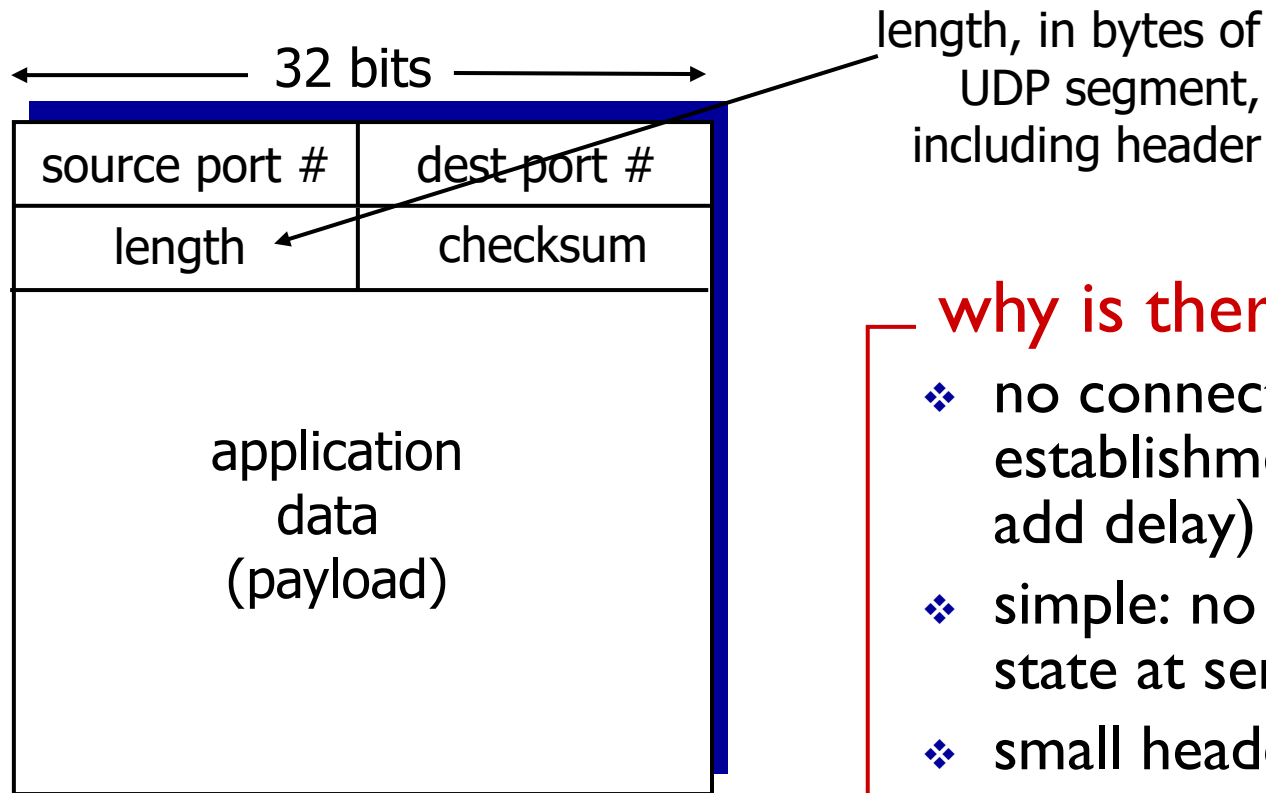 32 bits
length, in bytes of
UDP segment,
including header
source port #
dest port #
length
checksum
application
data
(payload)
why is
no
add delay)
simple: no
state at
small